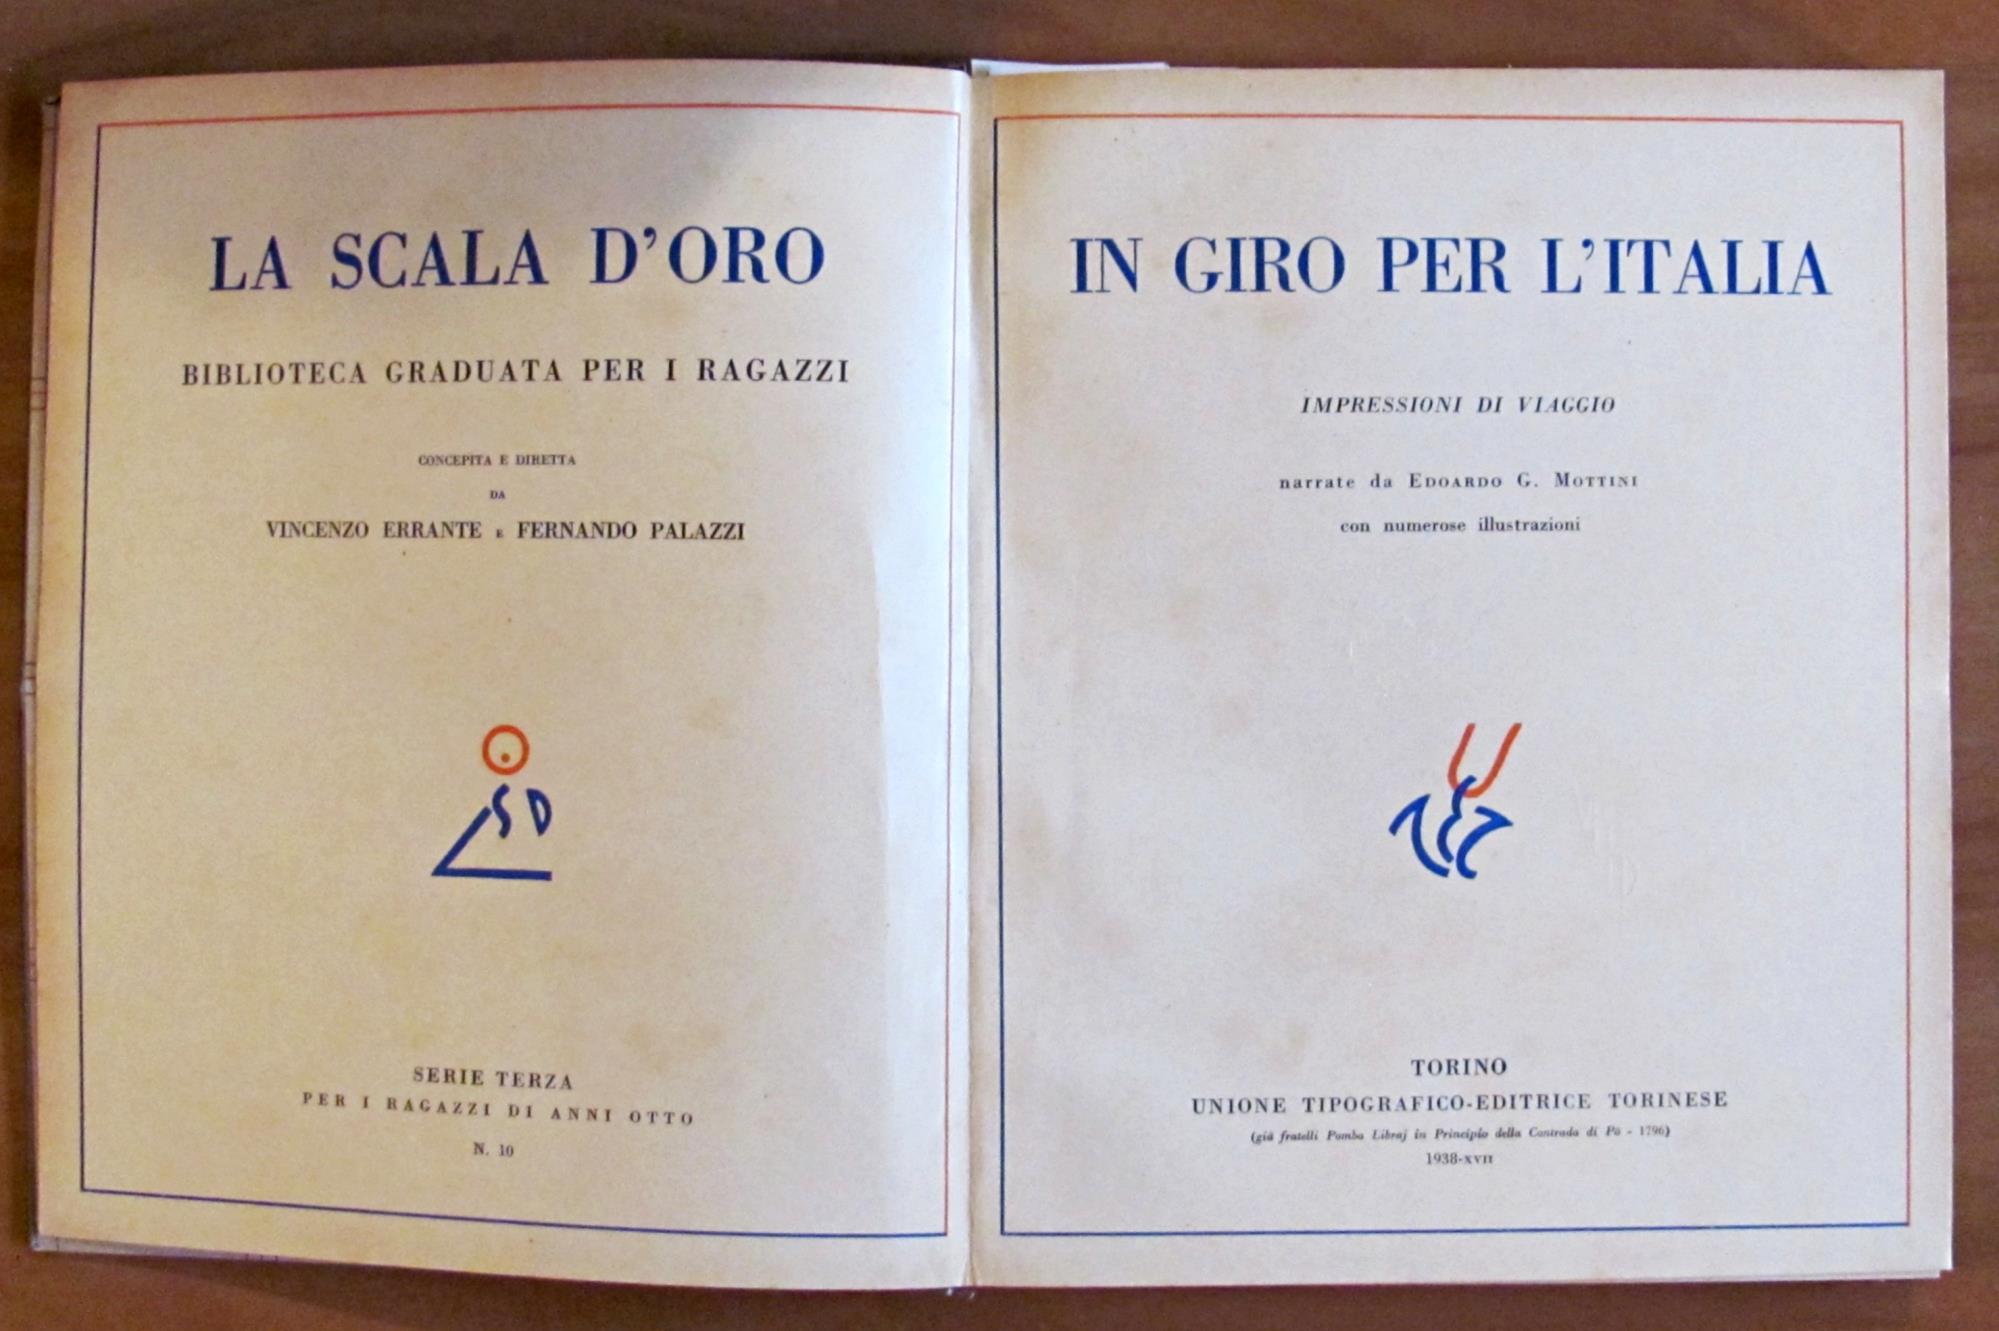 LA SCALA D'ORO
BIBLIOTECA GRADUATA PER I RAGAZZI
CONCEPITA E DIRETTA
DA
VINCENZO ERRANTE E FERNANDO PALAZZI
SD
SERIE TERZA
PER I RAGAZZI DI ANNI OTTO
N. 10
IN GIRO PER L'ITALIA
IMPRESSIONI DI VIAGGIO
narrate da EDOARDO G. MOTTINI
con numerose illustrazioni
TORINO
UNIONE TIPOGRAFICO-EDITRICE TORINESE
(già fratelli Pomba Libraj in Principio della Contrada di Po - 1796)
1938-XVII